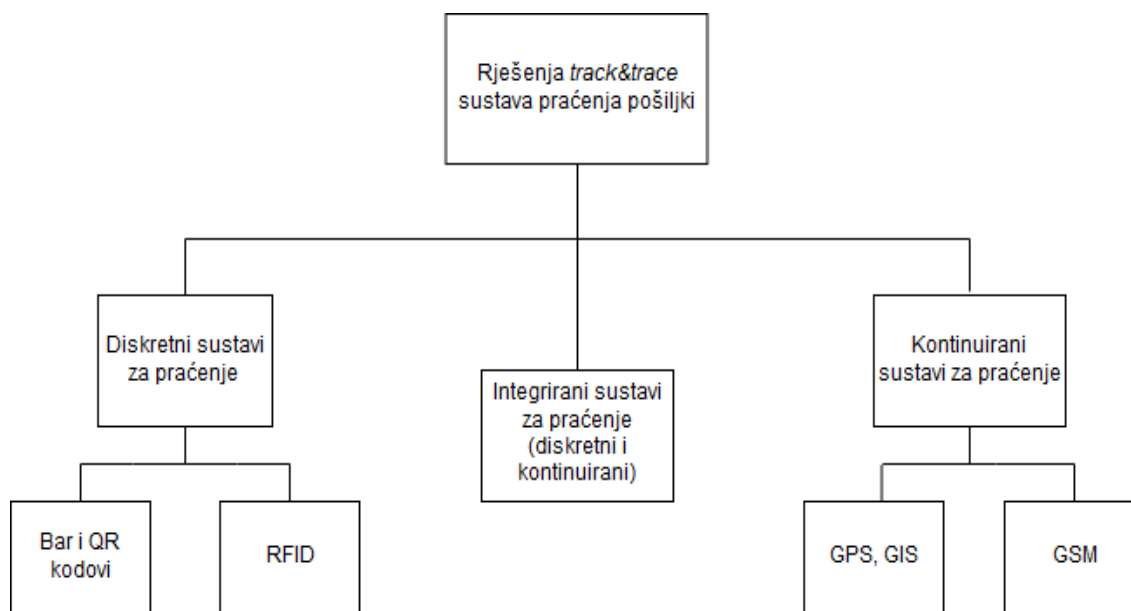 Rješenja track&trace
sustava praćenja pošiljki
Diskretni sustavi
za praćenje
Integrirani sustavi
za praćenje
(diskretni i
kontinuirani)
Kontinuirani
sustavi za praćenje
Bar i QR
kodovi
RFID
GPS, GIS
GSM